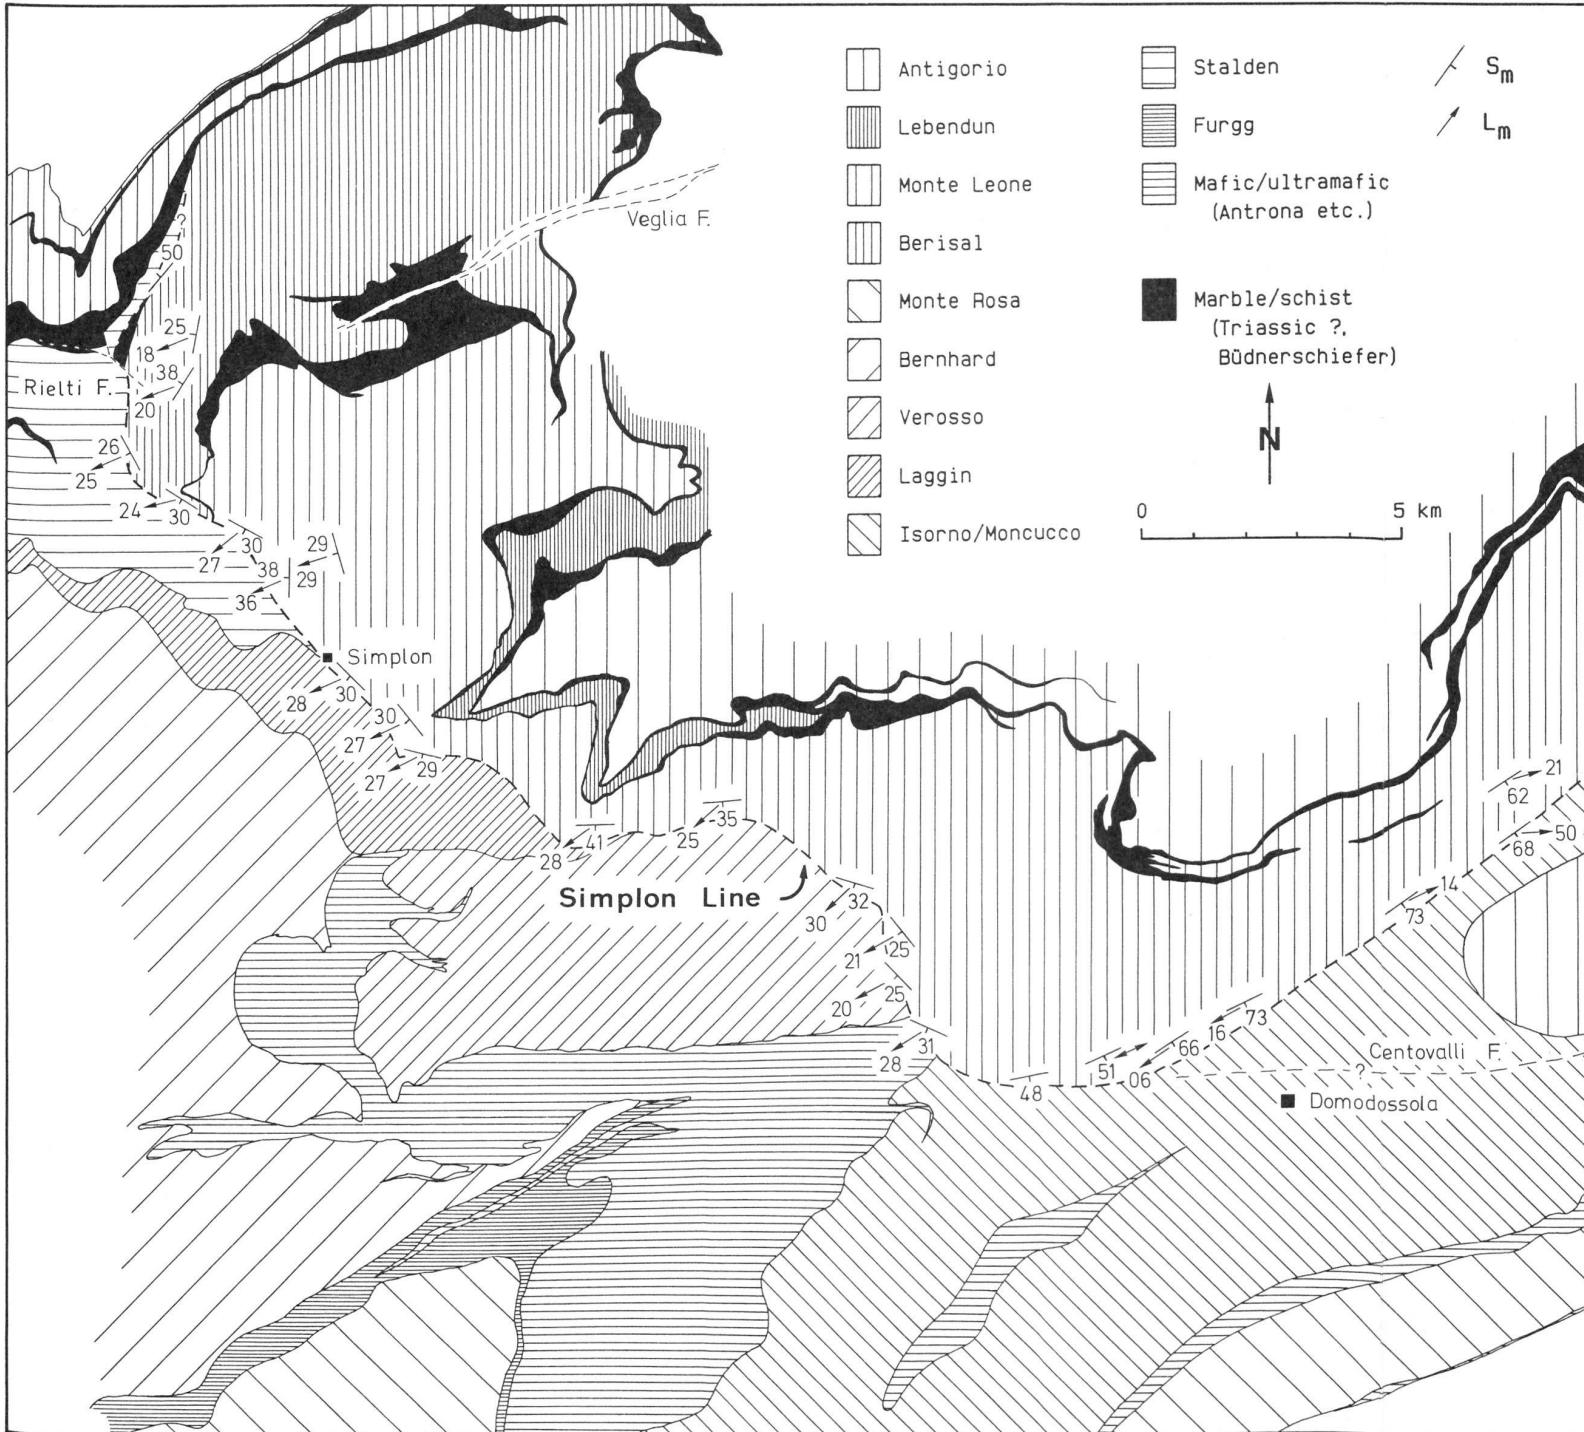 Antigorio
Lebendun
Monte Leone
Berisal
Monte Rosa
Bernhard
Verosso
Laggin
Isorno/Moncucco
Stalden
Furgg
Mafic/ultramafic
(Antrona etc.)
Marble/schist
(Triassic ?,
Büdnerschiefer)
Sm
Lm
N
0 5 km
Veglia F.
?
50
25
18
38
Rielti F.
20
26
25
24
30
30
29
27
38
29
36
Simplon
30
28
30
27
29
27
21
62
35
41
25
28
50
68
Simplon Line
32
30
14
73
25
21
25
20
16
73
31
66
28
51
06
48
Centovalli F.
?
Domodossola